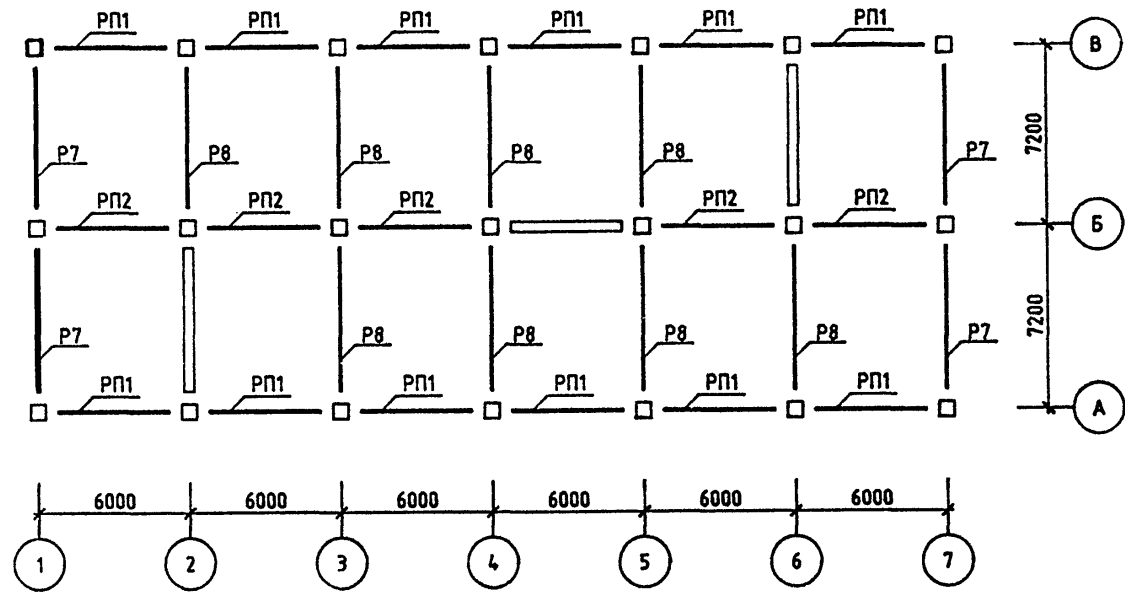 РП1 РП1 РП1 РП1 РП1 РП1
В
Р7 Р8 Р8 Р8 Р8 Р7
7200
РП2 РП2 РП2 РП2 РП2
Б
Р7 Р8 Р8 Р8 Р8 Р7
7200
РП1 РП1 РП1 РП1 РП1 РП1
А
6000 6000 6000 6000 6000 6000
1 2 3 4 5 6 7